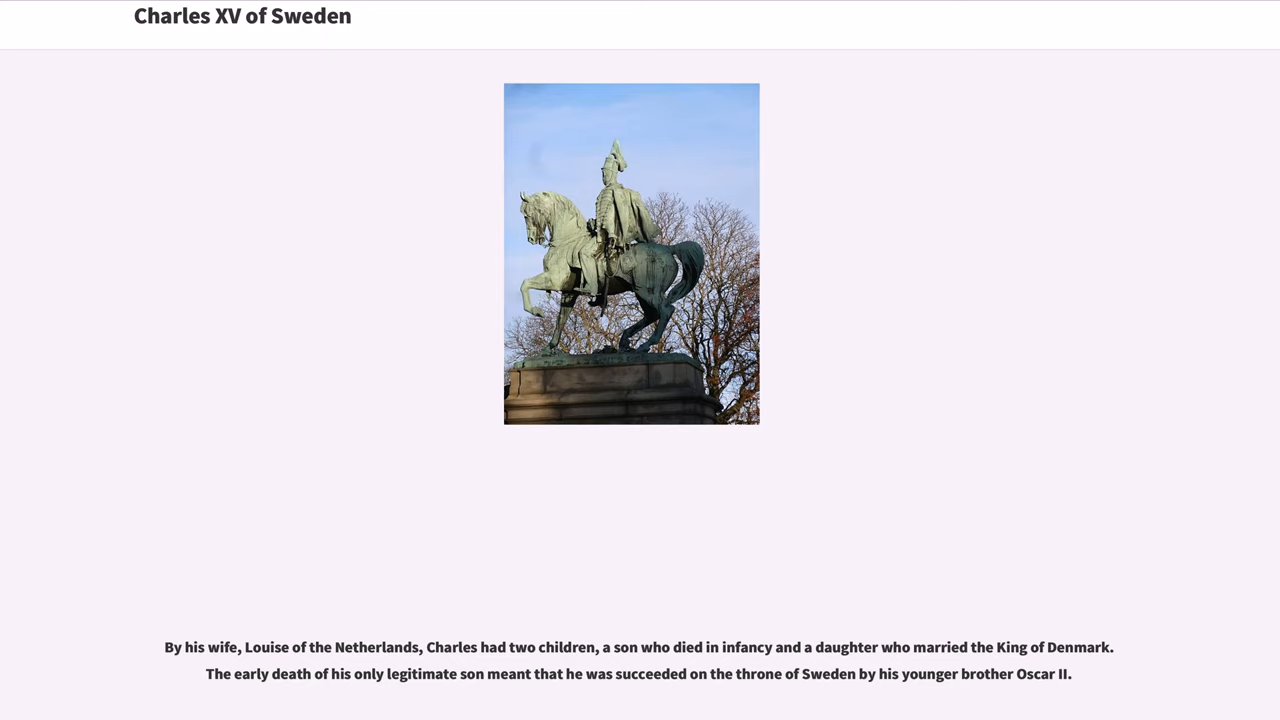 Charles XV of Sweden
By his wife, Louise of the Netherlands, Charles had two children, a son who died in infancy and a daughter who married the King of Denmark.
The early death of his only legitimate son meant that he was succeeded on the throne of Sweden by his younger brother Oscar II.